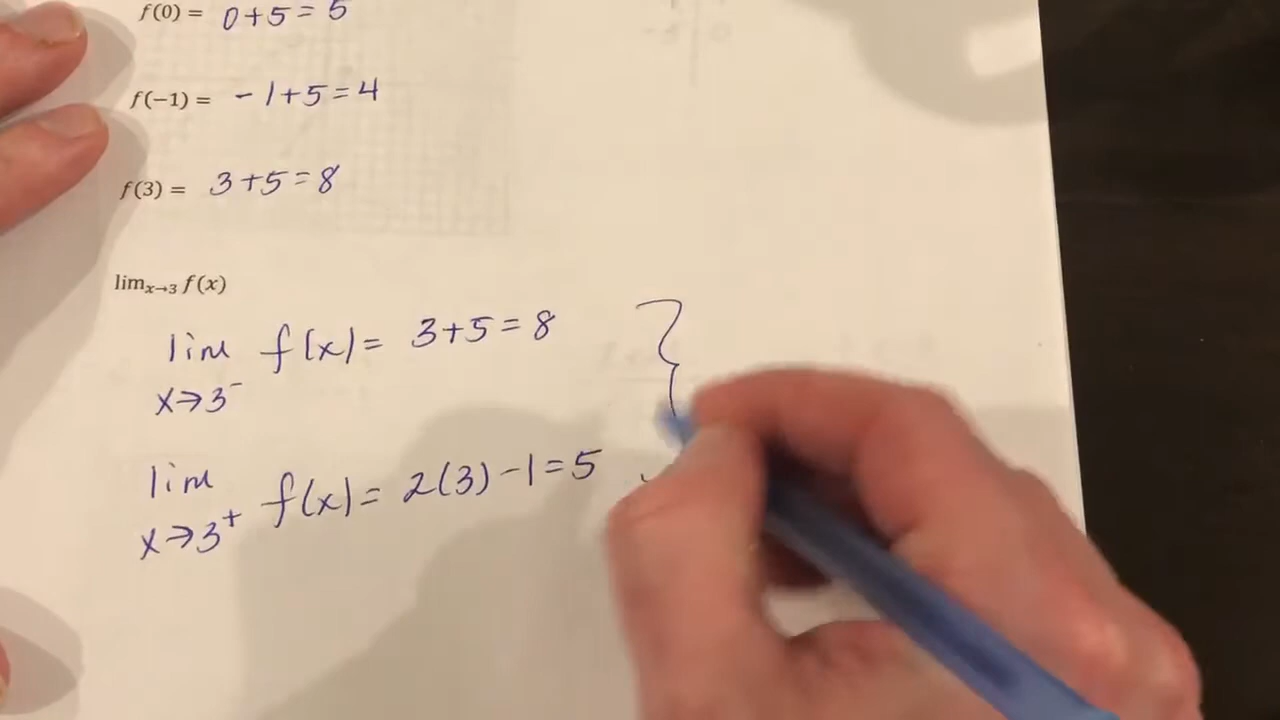 f(0) = 0+5=5
f(−1) = -1+5=4
f(3) = 3+5=8
lim x→3 f(x)
lim f(x)= 3+5=8
x→3⁻
lim f(x)= 2(3)-1=5
x→3⁺